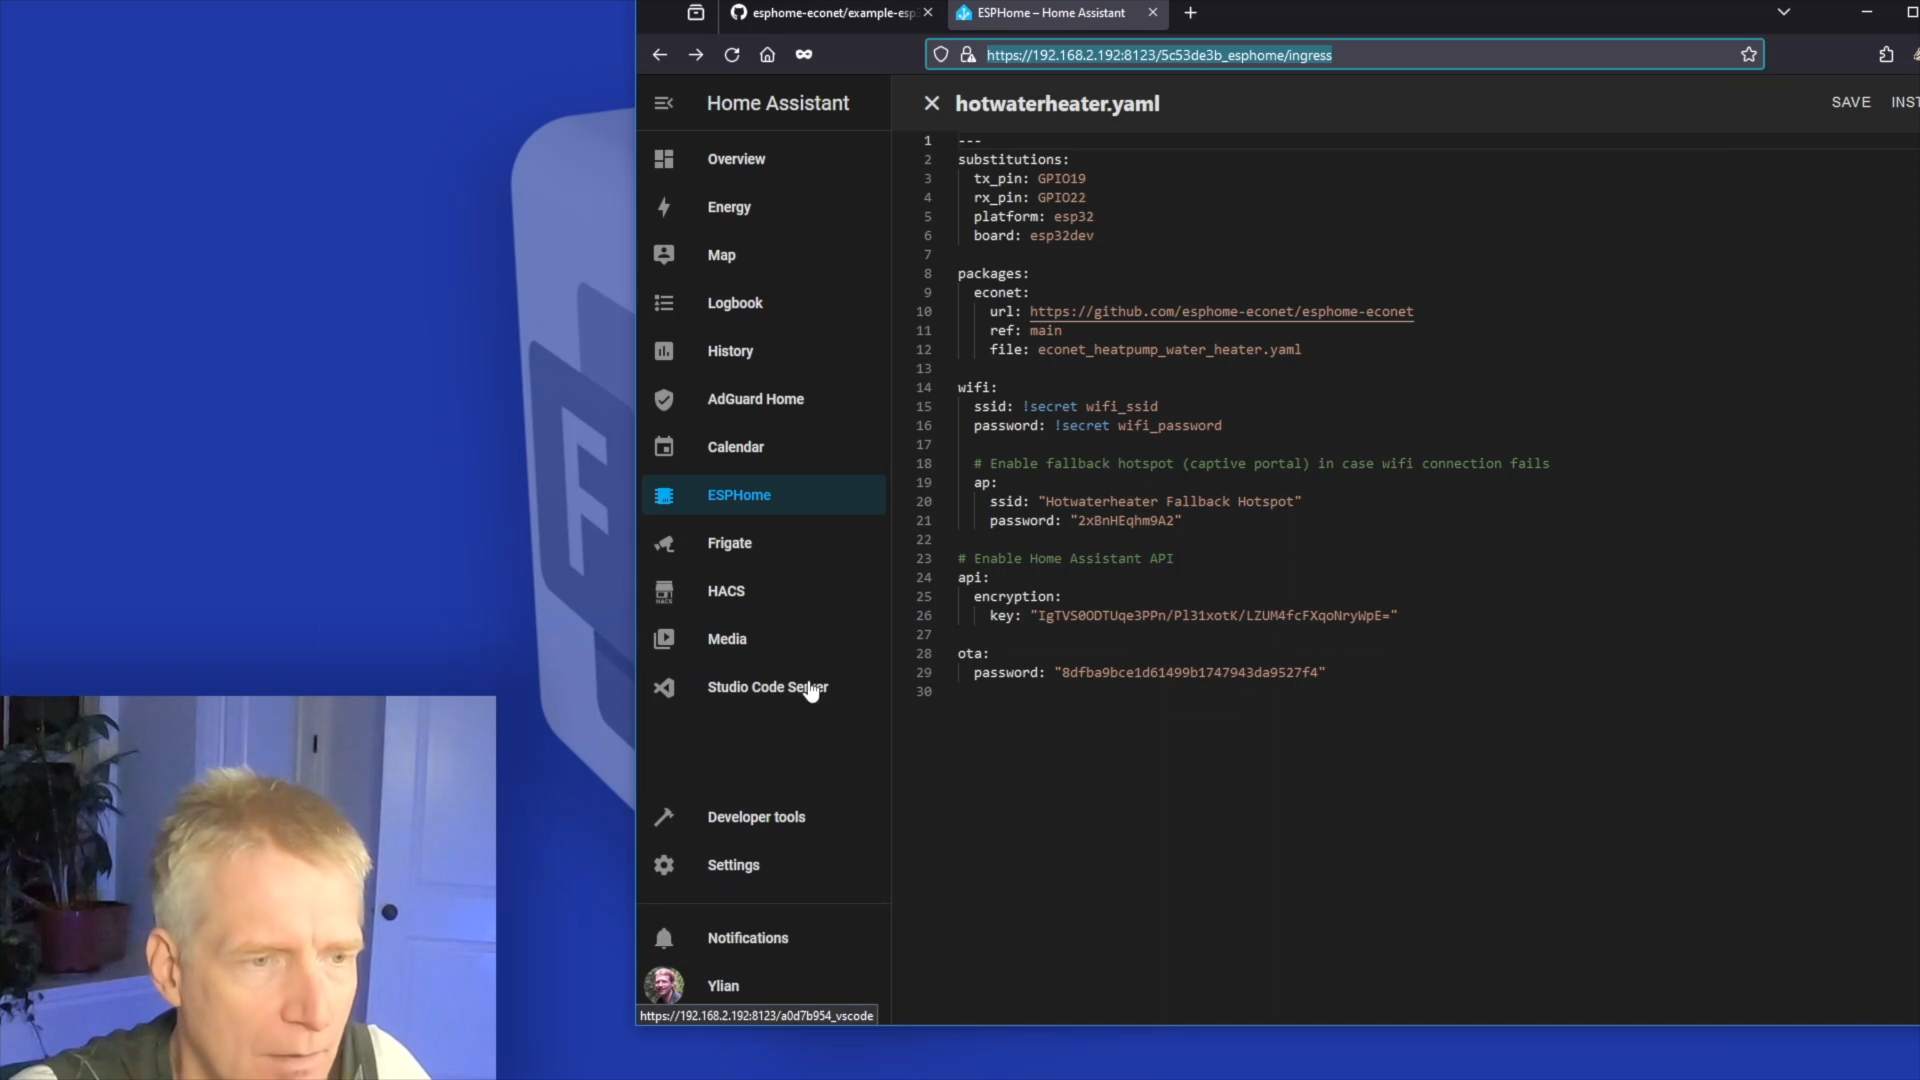 esphome-econet/example-esp
ESPHome – Home Assistant
https://192.168.2.192:8123/5c53de3b_esphome/ingress
Home Assistant
hotwaterheater.yaml
SAVE
INST
Overview
Energy
Map
Logbook
History
AdGuard Home
Calendar
ESPHome
Frigate
HACS
HACS
Media
Studio Code Server
Developer tools
Settings
Notifications
Ylian
https://192.168.2.192:8123/a0d7b954_vscode
1 ---
2 substitutions:
3 tx_pin: GPIO19
4 rx_pin: GPIO22
5 platform: esp32
6 board: esp32dev
7
8 packages:
9 econet:
10 url: https://github.com/esphome-econet/esphome-econet
11 ref: main
12 file: econet_heatpump_water_heater.yaml
13
14 wifi:
15 ssid: !secret wifi_ssid
16 password: !secret wifi_password
17
18 # Enable fallback hotspot (captive portal) in case wifi connection fails
19 ap:
20 ssid: "Hotwaterheater Fallback Hotspot"
21 password: "2xBnHEqhm9A2"
22
23 # Enable Home Assistant API
24 api:
25 encryption:
26 key: "IgTVS0ODTUqe3PPn/Pl31xotK/LZUM4fcFXqoNryWpE="
27
28 ota:
29 password: "8dfba9bce1d61499b1747943da9527f4"
30
F